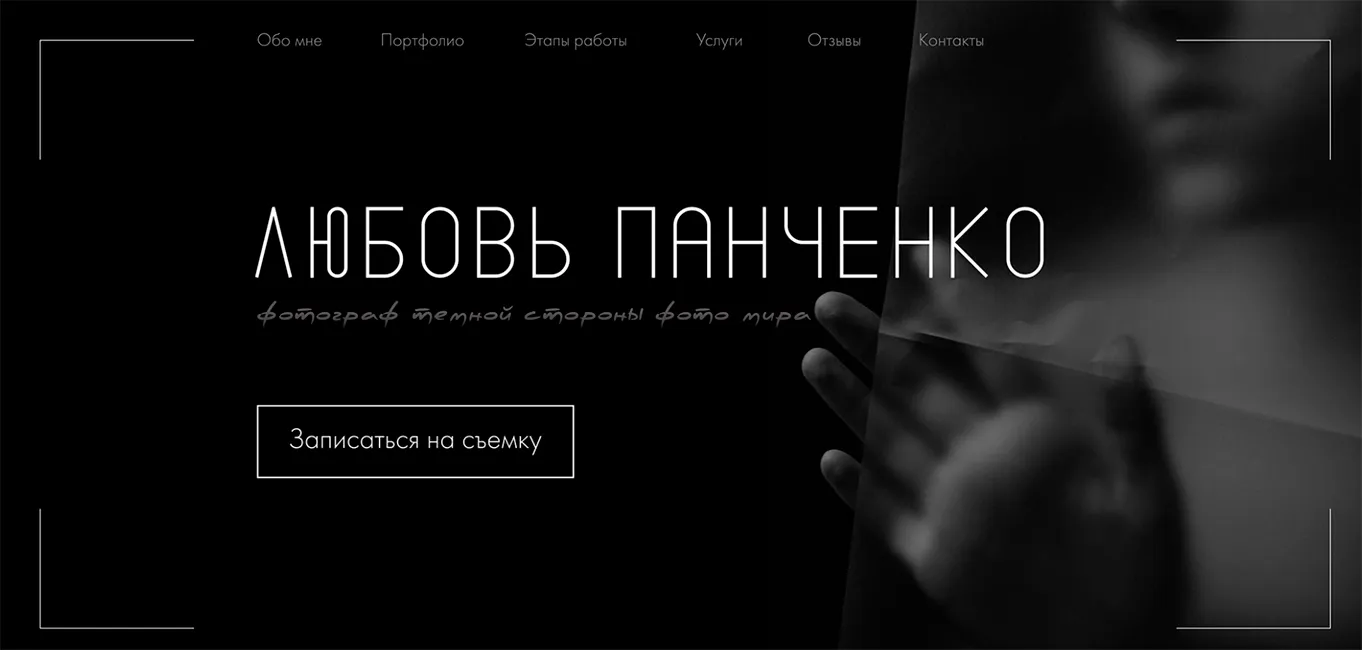 Обо мне Портфолио Этапы работы Услуги Отзывы Контакты
ЛЮБОВЬ ПАНЧЕНКО
фотограф темной стороны фото мира
Записаться на съемку